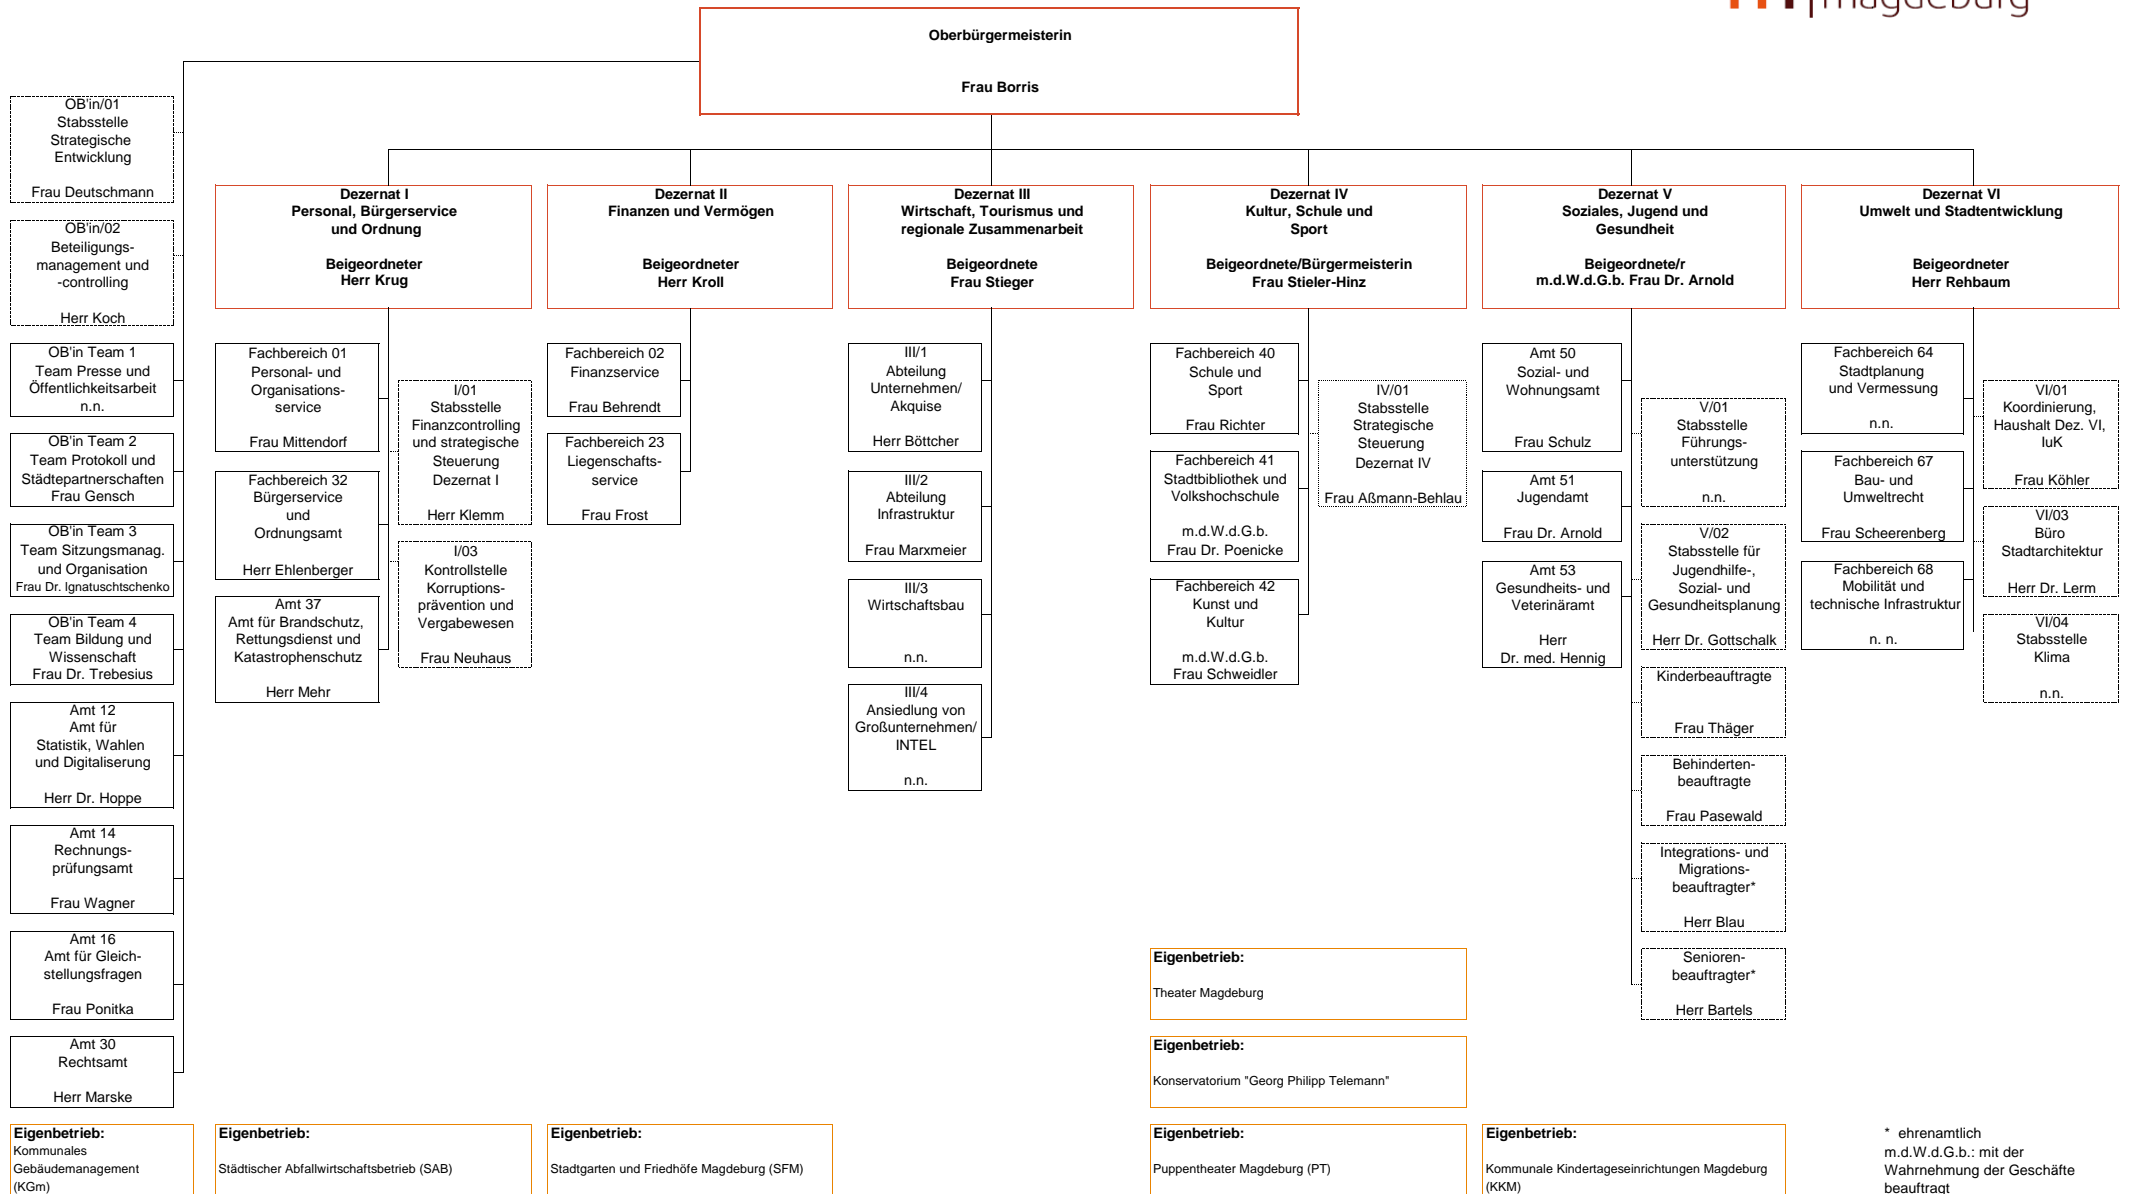 magdeburg
Oberbürgermeisterin
Frau Borris
OB'in/01
Stabsstelle
Strategische
Entwicklung
Frau Deutschmann
OB'in/02
Beteiligungs-
management und
-controlling
Herr Koch
OB'in Team 1
Team Presse und
Öffentlichkeitsarbeit
n.n.
OB'in Team 2
Team Protokoll und
Städtepartnerschaften
Frau Gensch
OB'in Team 3
Team Sitzungsmanag.
und Organisation
Frau Dr. Ignatuschtschenko
OB'in Team 4
Team Bildung und
Wissenschaft
Frau Dr. Trebesius
Amt 12
Amt für
Statistik, Wahlen
und Digitaliserung
Herr Dr. Hoppe
Amt 14
Rechnungs-
prüfungsamt
Frau Wagner
Amt 16
Amt für Gleich-
stellungsfragen
Frau Ponitka
Amt 30
Rechtsamt
Herr Marske
Eigenbetrieb:
Kommunales
Gebäudemanagement
(KGm)
Dezernat I
Personal, Bürgerservice
und Ordnung
Beigeordneter
Herr Krug
Fachbereich 01
Personal- und
Organisations-
service
Frau Mittendorf
Fachbereich 32
Bürgerservice
und
Ordnungsamt
Herr Ehlenberger
Amt 37
Amt für Brandschutz,
Rettungsdienst und
Katastrophenschutz
Herr Mehr
I/01
Stabsstelle
Finanzcontrolling
und strategische
Steuerung
Dezernat I
Herr Klemm
I/03
Kontrollstelle
Korruptions-
prävention und
Vergabewesen
Frau Neuhaus
Eigenbetrieb:
Städtischer Abfallwirtschaftsbetrieb (SAB)
Dezernat II
Finanzen und Vermögen
Beigeordneter
Herr Kroll
Fachbereich 02
Finanzservice
Frau Behrendt
Fachbereich 23
Liegenschafts-
service
Frau Frost
Eigenbetrieb:
Stadtgarten und Friedhöfe Magdeburg (SFM)
Dezernat III
Wirtschaft, Tourismus und
regionale Zusammenarbeit
Beigeordnete
Frau Stieger
III/1
Abteilung
Unternehmen/
Akquise
Herr Böttcher
III/2
Abteilung
Infrastruktur
Frau Marxmeier
III/3
Wirtschaftsbau
n.n.
III/4
Ansiedlung von
Großunternehmen/
INTEL
n.n.
Dezernat IV
Kultur, Schule und
Sport
Beigeordnete/Bürgermeisterin
Frau Stieler-Hinz
Fachbereich 40
Schule und
Sport
Frau Richter
Fachbereich 41
Stadtbibliothek und
Volkshochschule
m.d.W.d.G.b.
Frau Dr. Poenicke
Fachbereich 42
Kunst und
Kultur
m.d.W.d.G.b.
Frau Schweidler
IV/01
Stabsstelle
Strategische
Steuerung
Dezernat IV
Frau Aßmann-Behlau
Eigenbetrieb:
Theater Magdeburg
Eigenbetrieb:
Konservatorium "Georg Philipp Telemann"
Eigenbetrieb:
Puppentheater Magdeburg (PT)
Dezernat V
Soziales, Jugend und
Gesundheit
Beigeordnete/r
m.d.W.d.G.b. Frau Dr. Arnold
Amt 50
Sozial- und
Wohnungsamt
Frau Schulz
Amt 51
Jugendamt
Frau Dr. Arnold
Amt 53
Gesundheits- und
Veterinäramt
Herr
Dr. med. Hennig
V/01
Stabsstelle
Führungs-
unterstützung
n.n.
V/02
Stabsstelle für
Jugendhilfe-,
Sozial- und
Gesundheitsplanung
Herr Dr. Gottschalk
Kinderbeauftragte
Frau Thäger
Behinderten-
beauftragte
Frau Pasewald
Integrations- und
Migrations-
beauftragter*
Herr Blau
Senioren-
beauftragter*
Herr Bartels
Eigenbetrieb:
Kommunale Kindertageseinrichtungen Magdeburg
(KKM)
Dezernat VI
Umwelt und Stadtentwicklung
Beigeordneter
Herr Rehbaum
Fachbereich 64
Stadtplanung
und Vermessung
n.n.
Fachbereich 67
Bau- und
Umweltrecht
Frau Scheerenberg
Fachbereich 68
Mobilität und
technische Infrastruktur
n. n.
VI/01
Koordinierung,
Haushalt Dez. VI,
IuK
Frau Köhler
VI/03
Büro
Stadtarchitektur
Herr Dr. Lerm
VI/04
Stabsstelle
Klima
n.n.
* ehrenamtlich
m.d.W.d.G.b.: mit der
Wahrnehmung der Geschäfte
beauftragt